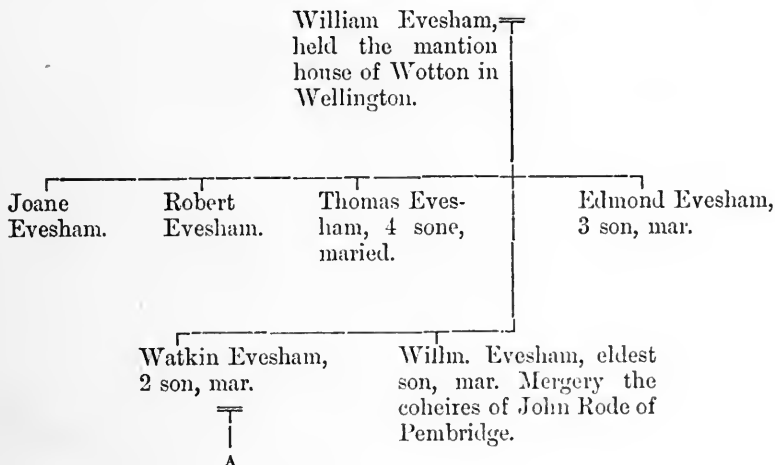 William Evesham,
held the mantion
house of Wotton in
Wellington.
Joane
Evesham.
Robert
Evesham.
Thomas Eves-
ham, 4 sone,
maried.
Edmond Evesham,
3 son, mar.
Watkin Evesham,
2 son, mar.
Willm. Evesham, eldest
son, mar. Mergery the
coheires of John Rode of
Pembridge.
A